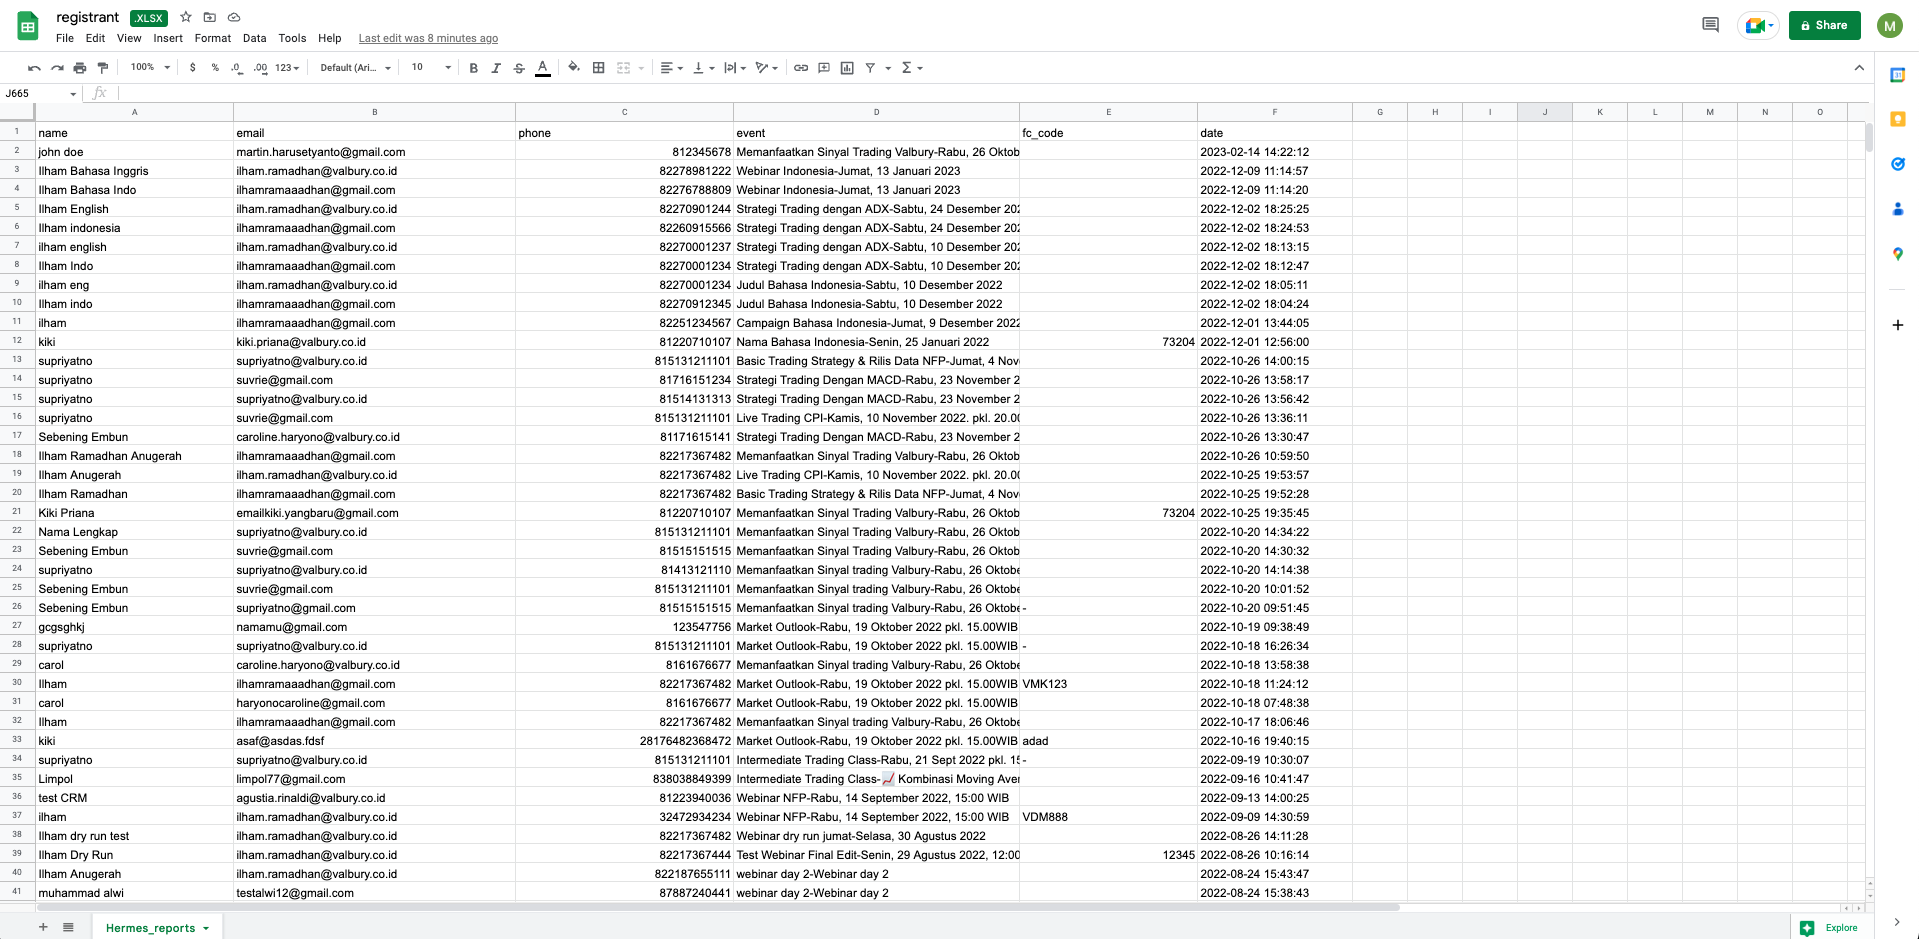 registrant .XLSX
File Edit View Insert Format Data Tools Help Last edit was 8 minutes ago
Share
M
100% $ % .0 .00 123 Default (Ari... 10 B I S A
J665 fx
A B C D E F G H I J K L M N O
1 name email phone event fc_code date
2 john doe martin.harusetyanto@gmail.com 812345678 Memanfaatkan Sinyal Trading Valbury-Rabu, 26 Oktob 2023-02-14 14:22:12
3 Ilham Bahasa Inggris ilham.ramadhan@valbury.co.id 82278981222 Webinar Indonesia-Jumat, 13 Januari 2023 2022-12-09 11:14:57
4 Ilham Bahasa Indo ilhamramaaadhan@gmail.com 82276788809 Webinar Indonesia-Jumat, 13 Januari 2023 2022-12-09 11:14:20
5 Ilham English ilham.ramadhan@valbury.co.id 82270901244 Strategi Trading dengan ADX-Sabtu, 24 Desember 202 2022-12-02 18:25:25
6 Ilham indonesia ilhamramaaadhan@gmail.com 82260915566 Strategi Trading dengan ADX-Sabtu, 24 Desember 202 2022-12-02 18:24:53
7 ilham english ilham.ramadhan@valbury.co.id 82270001237 Strategi Trading dengan ADX-Sabtu, 10 Desember 202 2022-12-02 18:13:15
8 Ilham Indo ilhamramaaadhan@gmail.com 82270001234 Strategi Trading dengan ADX-Sabtu, 10 Desember 202 2022-12-02 18:12:47
9 ilham eng ilham.ramadhan@valbury.co.id 82270001234 Judul Bahasa Indonesia-Sabtu, 10 Desember 2022 2022-12-02 18:05:11
10 Ilham indo ilhamramaaadhan@gmail.com 82270912345 Judul Bahasa Indonesia-Sabtu, 10 Desember 2022 2022-12-02 18:04:24
11 ilham ilhamramaaadhan@gmail.com 82251234567 Campaign Bahasa Indonesia-Jumat, 9 Desember 2022 2022-12-01 13:44:05
12 kiki kiki.priana@valbury.co.id 81220710107 Nama Bahasa Indonesia-Senin, 25 Januari 2022 73204 2022-12-01 12:56:00
13 supriyatno supriyatno@valbury.co.id 815131211101 Basic Trading Strategy & Rilis Data NFP-Jumat, 4 Nov 2022-10-26 14:00:15
14 supriyatno suvrie@gmail.com 81716151234 Strategi Trading Dengan MACD-Rabu, 23 November 2 2022-10-26 13:58:17
15 supriyatno supriyatno@valbury.co.id 81514131313 Strategi Trading Dengan MACD-Rabu, 23 November 2 2022-10-26 13:56:42
16 supriyatno suvrie@gmail.com 815131211101 Live Trading CPI-Kamis, 10 November 2022. pkl. 20.00 2022-10-26 13:36:11
17 Sebening Embun caroline.haryono@valbury.co.id 81171615141 Strategi Trading Dengan MACD-Rabu, 23 November 2 2022-10-26 13:30:47
18 Ilham Ramadhan Anugerah ilhamramaaadhan@gmail.com 82217367482 Memanfaatkan Sinyal Trading Valbury-Rabu, 26 Oktob 2022-10-26 10:59:50
19 Ilham Anugerah ilham.ramadhan@valbury.co.id 82217367482 Live Trading CPI-Kamis, 10 November 2022. pkl. 20.00 2022-10-25 19:53:57
20 Ilham Ramadhan ilhamramaaadhan@gmail.com 82217367482 Basic Trading Strategy & Rilis Data NFP-Jumat, 4 Nov 2022-10-25 19:52:28
21 Kiki Priana emailkiki.yangbaru@gmail.com 81220710107 Memanfaatkan Sinyal Trading Valbury-Rabu, 26 Oktob 73204 2022-10-25 19:35:45
22 Nama Lengkap supriyatno@valbury.co.id 815131211101 Memanfaatkan Sinyal Trading Valbury-Rabu, 26 Oktob 2022-10-20 14:34:22
23 Sebening Embun suvrie@gmail.com 81515151515 Memanfaatkan Sinyal Trading Valbury-Rabu, 26 Oktob 2022-10-20 14:30:32
24 supriyatno supriyatno@valbury.co.id 81413121110 Memanfaatkan Sinyal trading Valbury-Rabu, 26 Oktobe 2022-10-20 14:14:38
25 Sebening Embun suvrie@gmail.com 815131211101 Memanfaatkan Sinyal trading Valbury-Rabu, 26 Oktobe 2022-10-20 10:01:52
26 Sebening Embun supriyatno@gmail.com 81515151515 Memanfaatkan Sinyal trading Valbury-Rabu, 26 Oktobe - 2022-10-20 09:51:45
27 gcgsghkj namamu@gmail.com 123547756 Market Outlook-Rabu, 19 Oktober 2022 pkl. 15.00WIB 2022-10-19 09:38:49
28 supriyatno supriyatno@valbury.co.id 815131211101 Market Outlook-Rabu, 19 Oktober 2022 pkl. 15.00WIB - 2022-10-18 16:26:34
29 carol caroline.haryono@valbury.co.id 8161676677 Memanfaatkan Sinyal trading Valbury-Rabu, 26 Oktobe 2022-10-18 13:58:38
30 Ilham ilhamramaaadhan@gmail.com 82217367482 Market Outlook-Rabu, 19 Oktober 2022 pkl. 15.00WIB VMK123 2022-10-18 11:24:12
31 carol haryonocaroline@gmail.com 8161676677 Market Outlook-Rabu, 19 Oktober 2022 pkl. 15.00WIB 2022-10-18 07:48:38
32 Ilham ilhamramaaadhan@gmail.com 82217367482 Memanfaatkan Sinyal trading Valbury-Rabu, 26 Oktobe 2022-10-17 18:06:46
33 kiki asaf@asdas.fdsf 28176482368472 Market Outlook-Rabu, 19 Oktober 2022 pkl. 15.00WIB adad 2022-10-16 19:40:15
34 supriyatno supriyatno@valbury.co.id 815131211101 Intermediate Trading Class-Rabu, 21 Sept 2022 pkl. 15 - 2022-09-19 10:30:07
35 Limpol limpol77@gmail.com 838038849399 Intermediate Trading Class-📈 Kombinasi Moving Aver 2022-09-16 10:41:47
36 test CRM agustia.rinaldi@valbury.co.id 81223940036 Webinar NFP-Rabu, 14 September 2022, 15:00 WIB 2022-09-13 14:00:25
37 ilham ilham.ramadhan@valbury.co.id 32472934234 Webinar NFP-Rabu, 14 September 2022, 15:00 WIB VDM888 2022-09-09 14:30:59
38 Ilham dry run test ilham.ramadhan@valbury.co.id 82217367482 Webinar dry run jumat-Selasa, 30 Agustus 2022 2022-08-26 14:11:28
39 Ilham Dry Run ilham.ramadhan@valbury.co.id 82217367444 Test Webinar Final Edit-Senin, 29 Agustus 2022, 12:00 12345 2022-08-26 10:16:14
40 Ilham Anugerah ilham.ramadhan@valbury.co.id 822187655111 webinar day 2-Webinar day 2 2022-08-24 15:43:47
41 muhammad alwi testalwi12@gmail.com 87887240441 webinar day 2-Webinar day 2 2022-08-24 15:38:43
Hermes_reports
Explore